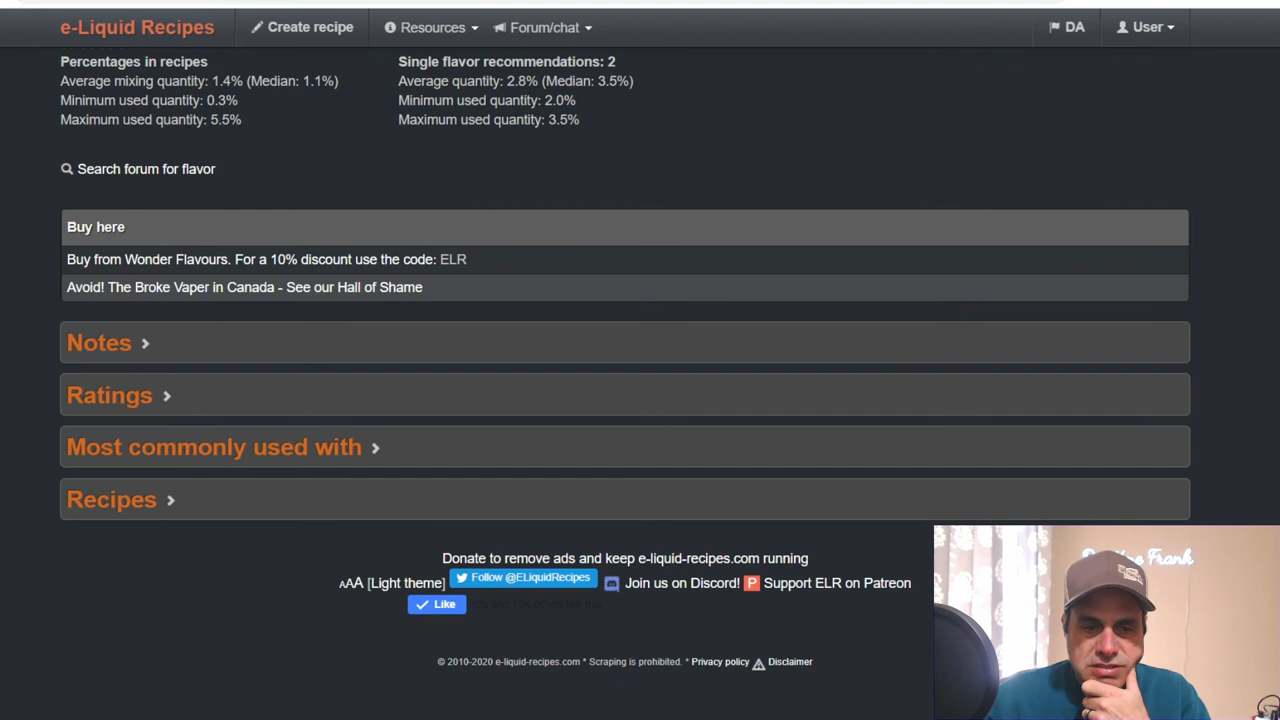 e-Liquid Recipes Create recipe Resources Forum/chat DA User
Percentages in recipes
Average mixing quantity: 1.4% (Median: 1.1%)
Minimum used quantity: 0.3%
Maximum used quantity: 5.5%
Single flavor recommendations: 2
Average quantity: 2.8% (Median: 3.5%)
Minimum used quantity: 2.0%
Maximum used quantity: 3.5%
Search forum for flavor
Buy here
Buy from Wonder Flavours. For a 10% discount use the code: ELR
Avoid! The Broke Vaper in Canada - See our Hall of Shame
Notes
Ratings
Most commonly used with
Recipes
Donate to remove ads and keep e-liquid-recipes.com running
AAA [Light theme] Follow @ELiquidRecipes Join us on Discord! P Support ELR on Patreon
Like
© 2010-2020 e-liquid-recipes.com * Scraping is prohibited. * Privacy policy Disclaimer
Frank